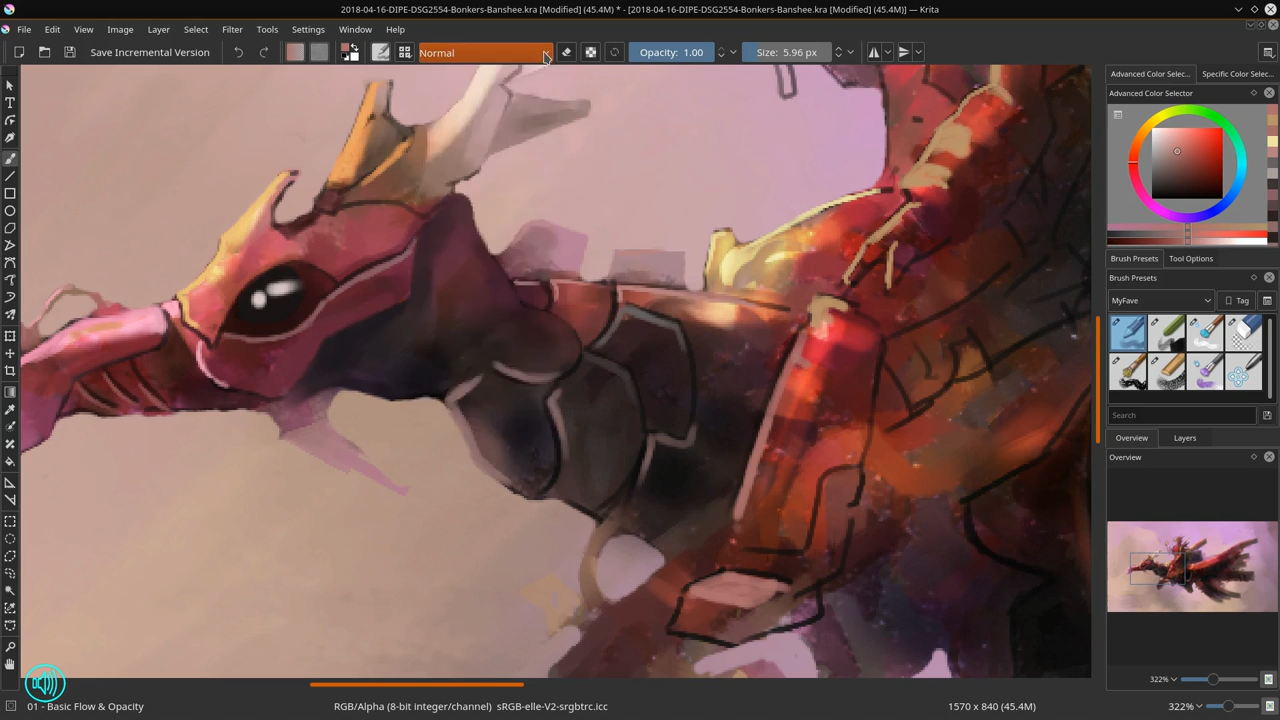 2018-04-16-DIPE-DSG2554-Bonkers-Banshee.kra [Modified] (45.4M) * - [2018-04-16-DIPE-DSG2554-Bonkers-Banshee.kra [Modified] (45.4M)] — Krita
File Edit View Image Layer Select Filter Tools Settings Window Help
Save Incremental Version Normal Opacity: 1.00 Size: 5.96 px
Advanced Color Selec... Specific Color Selec...
Advanced Color Selector
Brush Presets Tool Options
Brush Presets
MyFave Tag
Search
Overview Layers
Overview
322%
01 - Basic Flow & Opacity RGB/Alpha (8-bit integer/channel) sRGB-elle-V2-srgbtrc.icc 1570 x 840 (45.4M) 322%